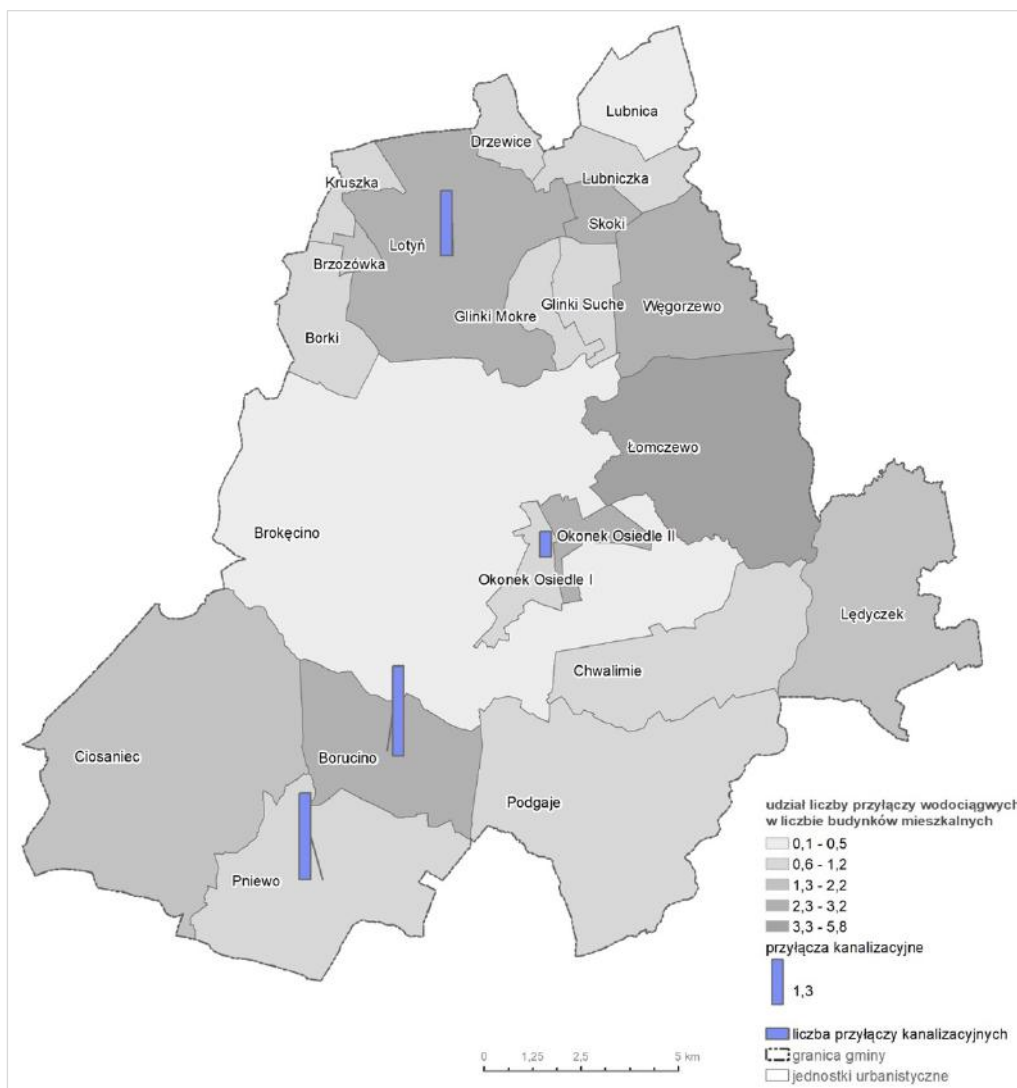 Lubnica
Drzewice
Lubniczka
Kruszka
Skoki
Lotyń
Brzozówka
Glinki Suche
Węgorzewo
Glinki Mokre
Borki
Łomczewo
Brokęcino
Okonek Osiedle II
Okonek Osiedle I
Lędyczek
Chwalimie
Ciosaniec
Borucino
Podgaje
Pniewo
udział liczby przyłączy wodociągwych
w liczbie budynków mieszkalnych
0,1 - 0,5
0,6 - 1,2
1,3 - 2,2
2,3 - 3,2
3,3 - 5,8
przyłącza kanalizacyjne
1,3
liczba przyłączy kanalizacyjnych
granica gminy
jednostki urbanistyczne
0 1,25 2,5 5 km